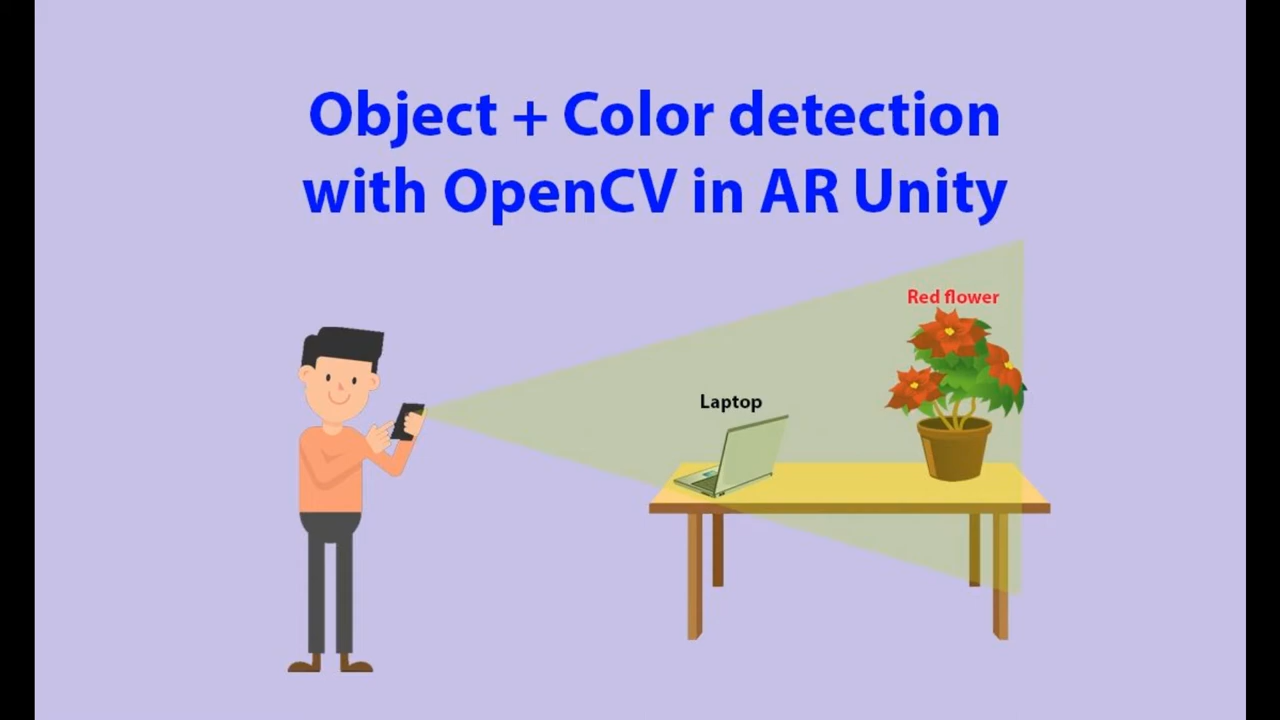 Object + Color detection
with OpenCV in AR Unity
Red flower
Laptop